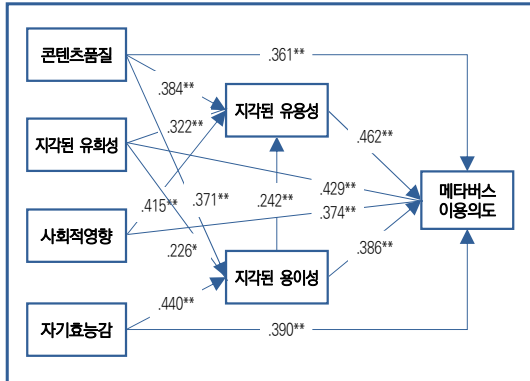 콘텐츠품질
.361**
.384**
지각된 유용성
지각된 유희성
.322**
.462**
.429**
메타버스
이용의도
.371**
.242**
.415**
.374**
사회적영향
.226*
.386**
지각된 용이성
.440**
자기효능감
.390**